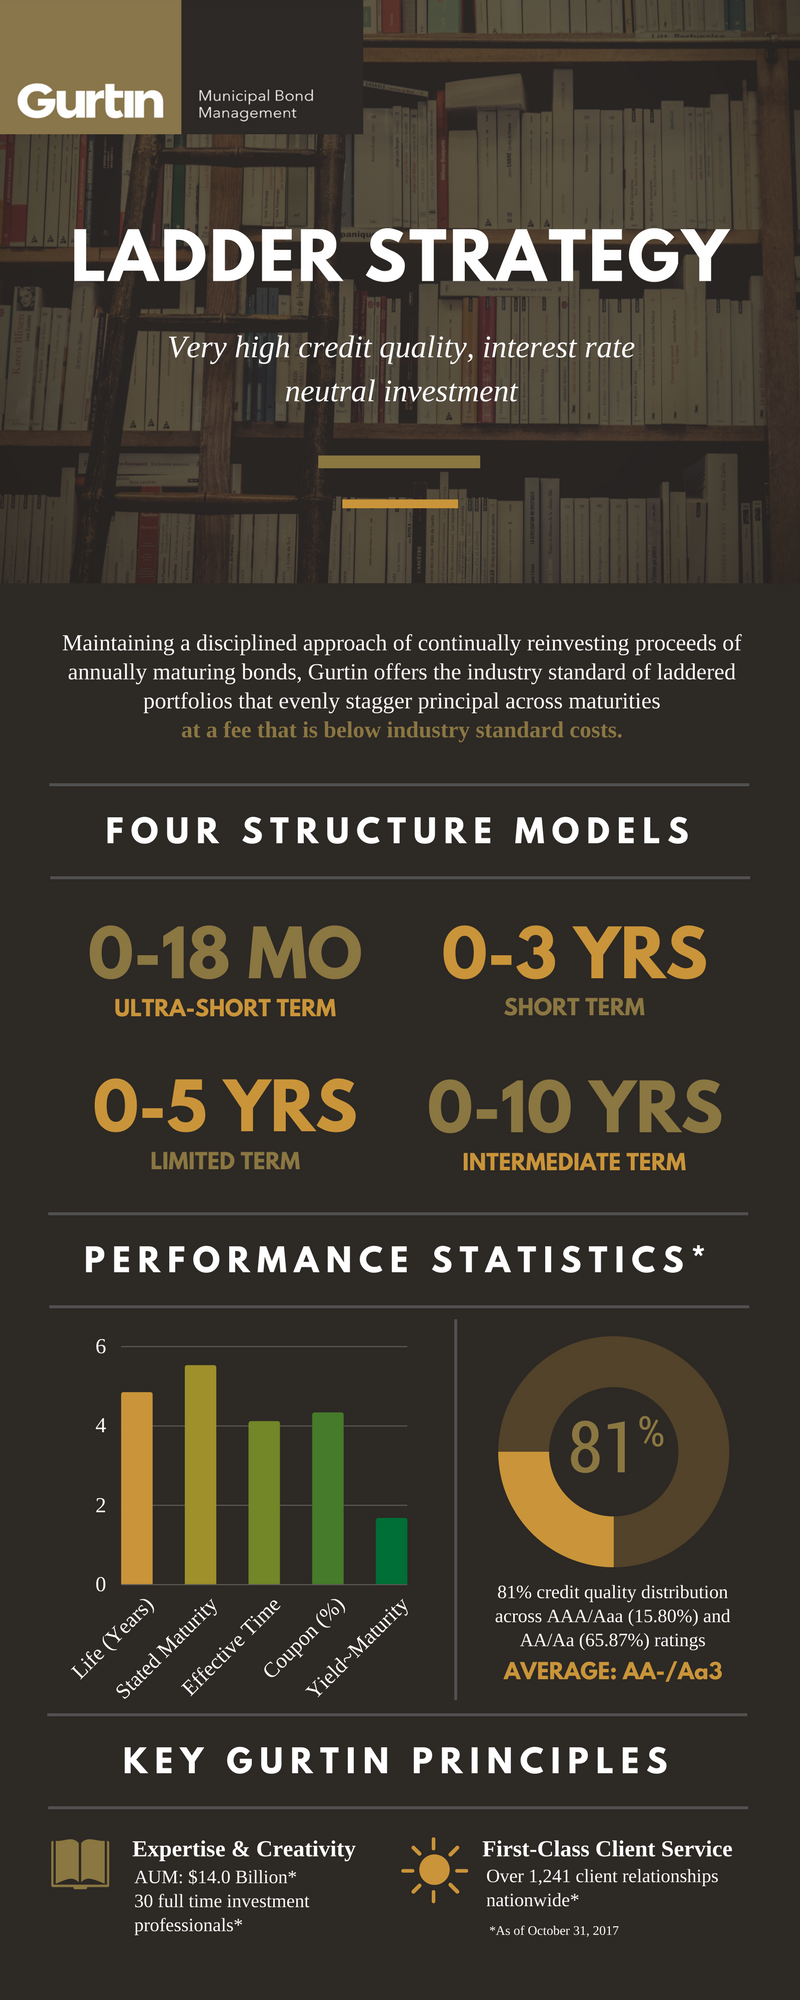 Gurtin
Municipal Bond
Management
LADDER STRATEGY
Very high credit quality, interest rate
neutral investment
Maintaining a disciplined approach of continually reinvesting proceeds of
annually maturing bonds, Gurtin offers the industry standard of laddered
portfolios that evenly stagger principal across maturities
at a fee that is below industry standard costs.
FOUR STRUCTURE MODELS
0-18 MO
ULTRA-SHORT TERM
0-3 YRS
SHORT TERM
0-5 YRS
LIMITED TERM
0-10 YRS
INTERMEDIATE TERM
PERFORMANCE STATISTICS*
6
4
2
0
Life (Years)
Stated Maturity
Effective Time
Coupon (%)
Yield~Maturity
81%
81% credit quality distribution
across AAA/Aaa (15.80%) and
AA/Aa (65.87%) ratings
AVERAGE: AA-/Aa3
KEY GURTIN PRINCIPLES
Expertise & Creativity
AUM: $14.0 Billion*
30 full time investment
professionals*
First-Class Client Service
Over 1,241 client relationships
nationwide*
*As of October 31, 2017